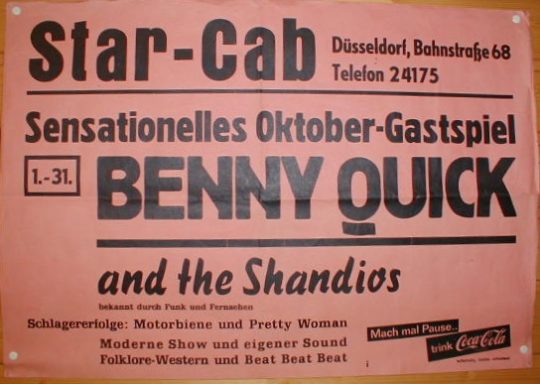 Star-Cab
Düsseldorf, Bahnstraße 68
Telefon 24175
Sensationelles Oktober-Gastspiel
1.-31.
BENNY QUICK
and the Shandios
bekannt durch Funk und Fernsehen
Schlagererfolge: Motorbiene und Pretty Woman
Moderne Show und eigener Sound
Folklore-Western und Beat Beat Beat
Mach mal Pause..
trink Coca-Cola